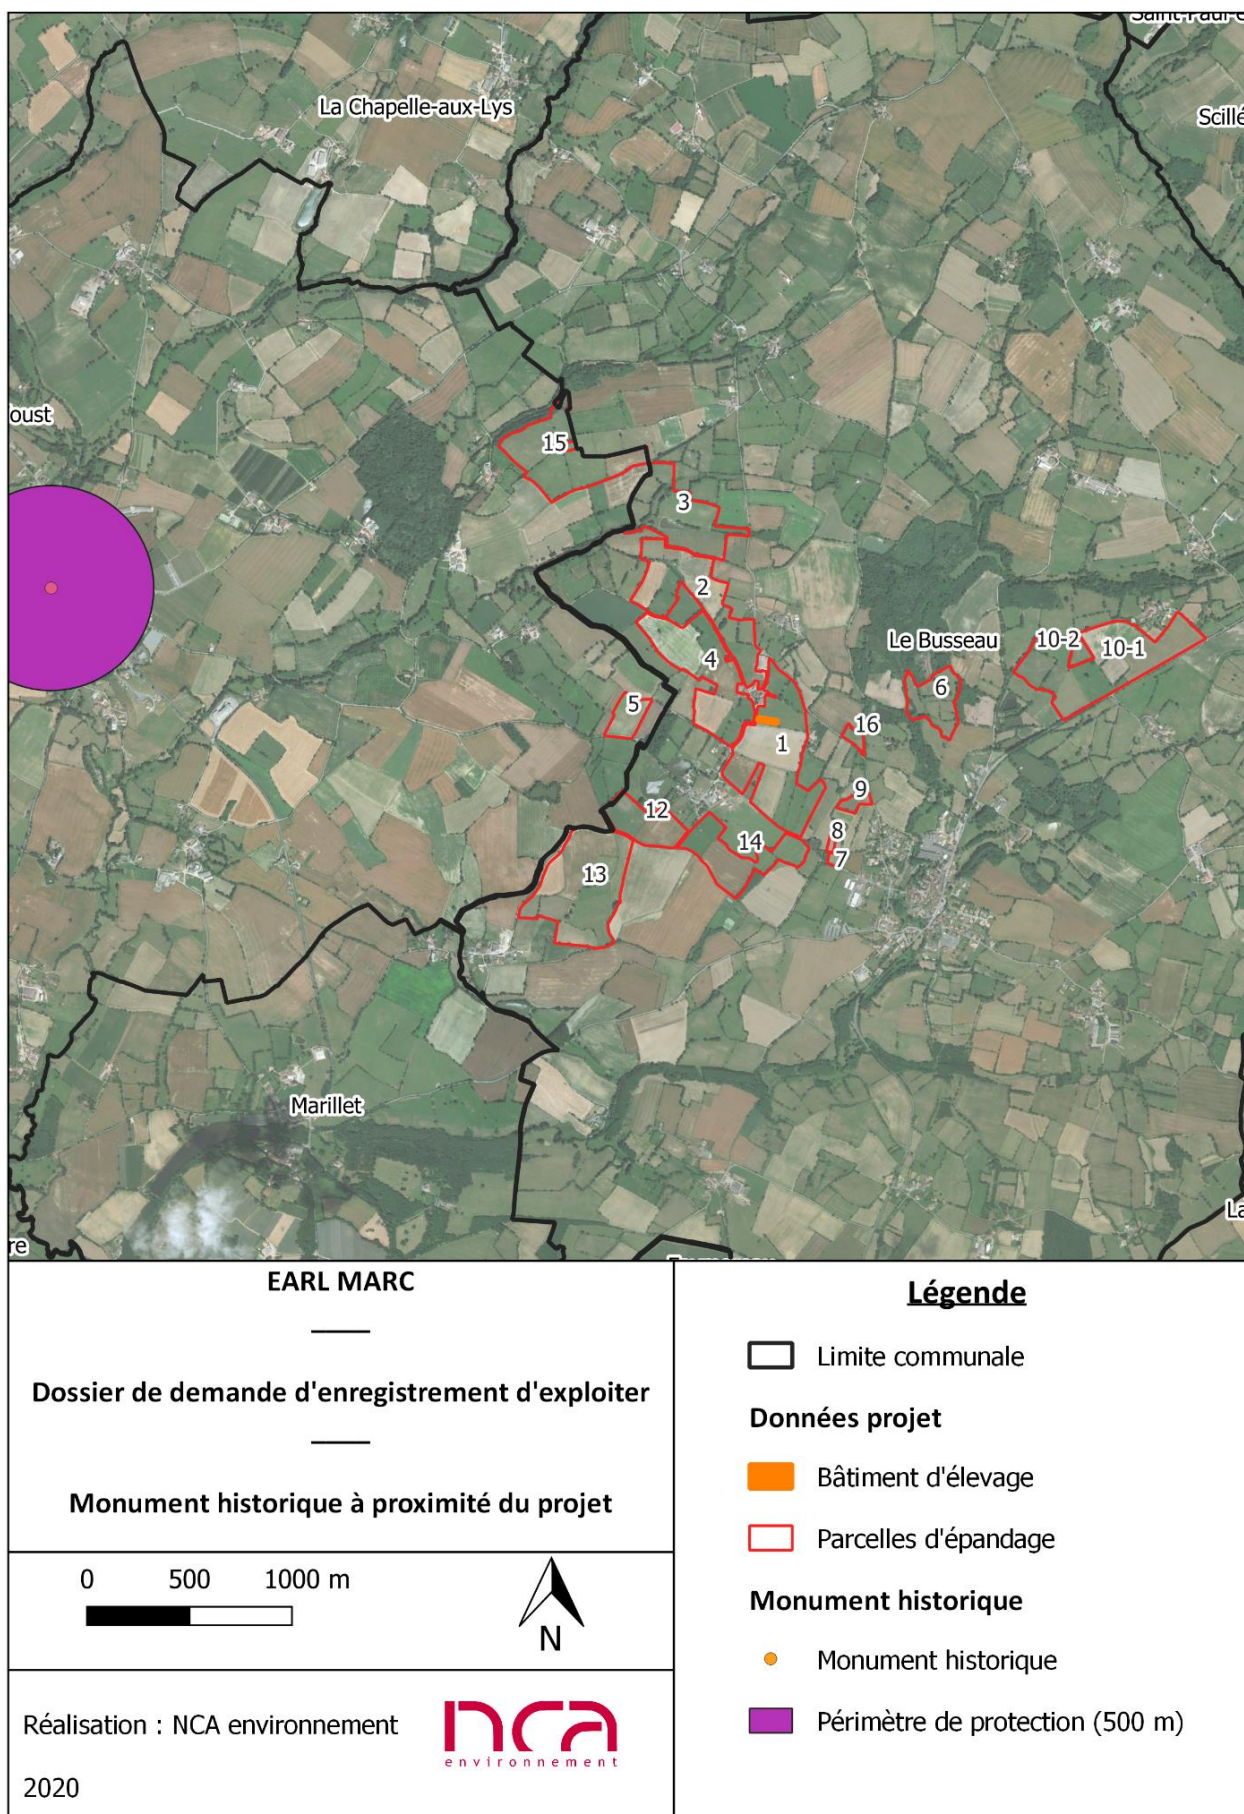 La Chapelle-aux-Lys
Scillé
oust
15
3
2
Le Busseau
10-2
10-1
4
6
5
16
1
9
12
8
14
7
13
Marillet
La
re
EARL MARC
Dossier de demande d'enregistrement d'exploiter
Monument historique à proximité du projet
0 500 1000 m
N
Réalisation : NCA environnement
nca
environnement
2020
Légende
Limite communale
Données projet
Bâtiment d'élevage
Parcelles d'épandage
Monument historique
Monument historique
Périmètre de protection (500 m)